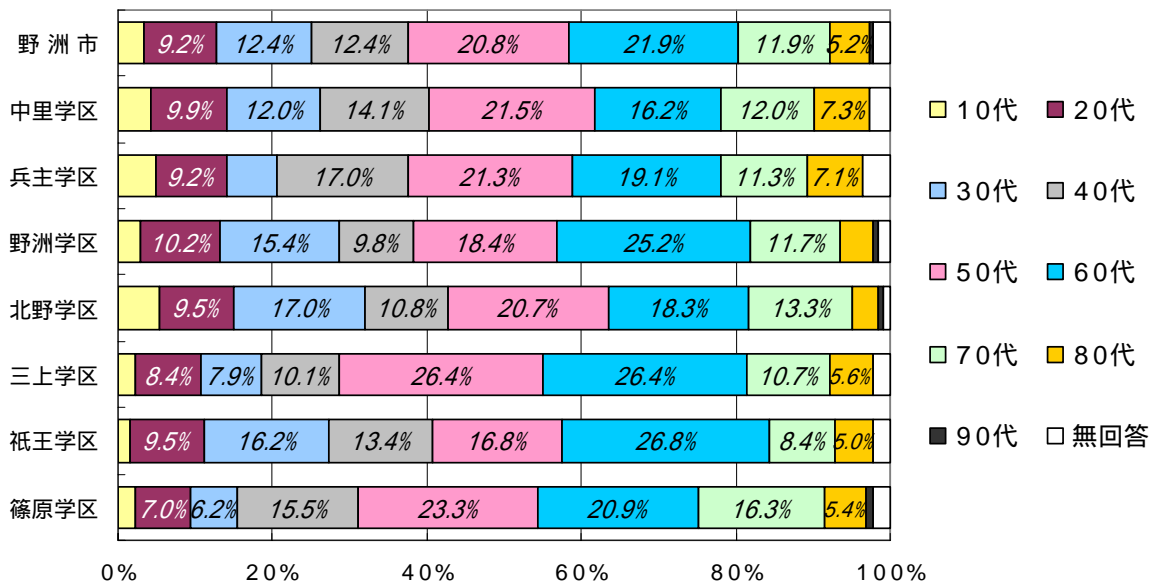 野 洲 市 9.2% 12.4% 12.4% 20.8% 21.9% 11.9% 5.2%
中里学区 9.9% 12.0% 14.1% 21.5% 16.2% 12.0% 7.3%
兵主学区 9.2% 17.0% 21.3% 19.1% 11.3% 7.1%
野洲学区 10.2% 15.4% 9.8% 18.4% 25.2% 11.7%
北野学区 9.5% 17.0% 10.8% 20.7% 18.3% 13.3%
三上学区 8.4% 7.9% 10.1% 26.4% 26.4% 10.7% 5.6%
祇王学区 9.5% 16.2% 13.4% 16.8% 26.8% 8.4% 5.0%
篠原学区 7.0% 6.2% 15.5% 23.3% 20.9% 16.3% 5.4%
0% 20% 40% 60% 80% 100%
10代 20代
30代 40代
50代 60代
70代 80代
90代 無回答